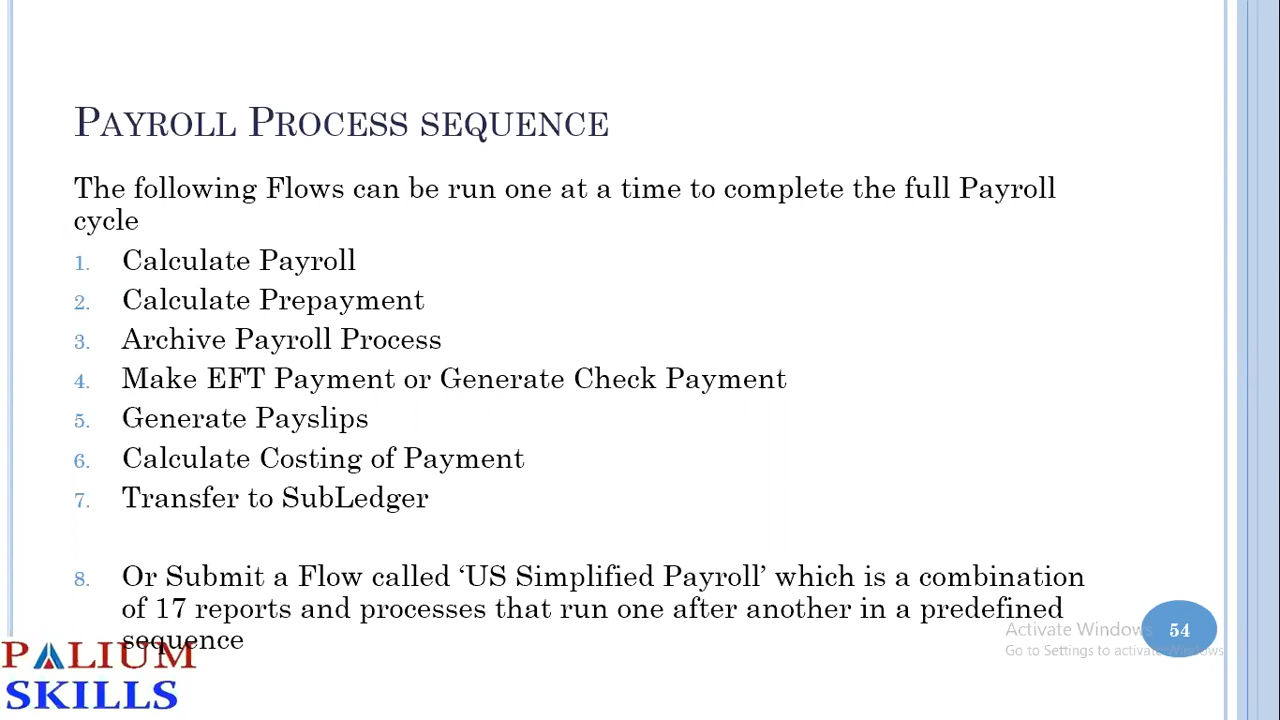 PAYROLL PROCESS SEQUENCE
The following Flows can be run one at a time to complete the full Payroll
cycle
1. Calculate Payroll
2. Calculate Prepayment
3. Archive Payroll Process
4. Make EFT Payment or Generate Check Payment
5. Generate Payslips
6. Calculate Costing of Payment
7. Transfer to SubLedger
8. Or Submit a Flow called ‘US Simplified Payroll’ which is a combination
of 17 reports and processes that run one after another in a predefined
sequence
Activate Windows
Go to Settings to activate Windows
54
PALIUM
SKILLS